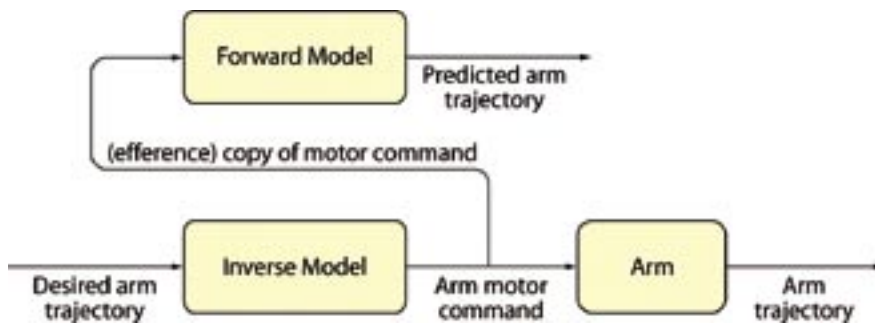 Forward Model
Predicted arm
trajectory
(efference) copy of motor command
Inverse Model
Arm
Desired arm
trajectory
Arm motor
command
Arm
trajectory